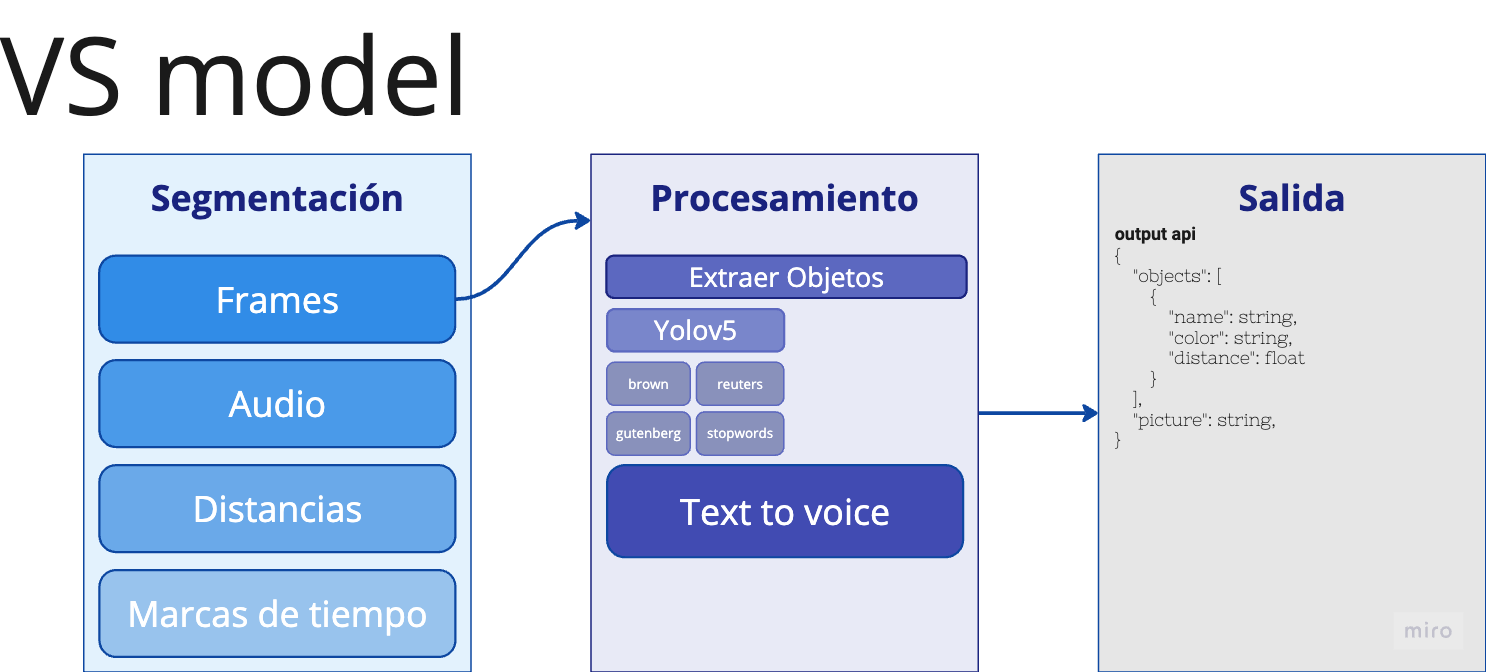 VS model
Segmentación
Frames
Audio
Distancias
Marcas de tiempo
Procesamiento
Extraer Objetos
Yolov5
brown reuters
gutenberg stopwords
Text to voice
Salida
output api
{
"objects": [
{
"name": string,
"color": string,
"distance": float
}
],
"picture": string,
}
miro